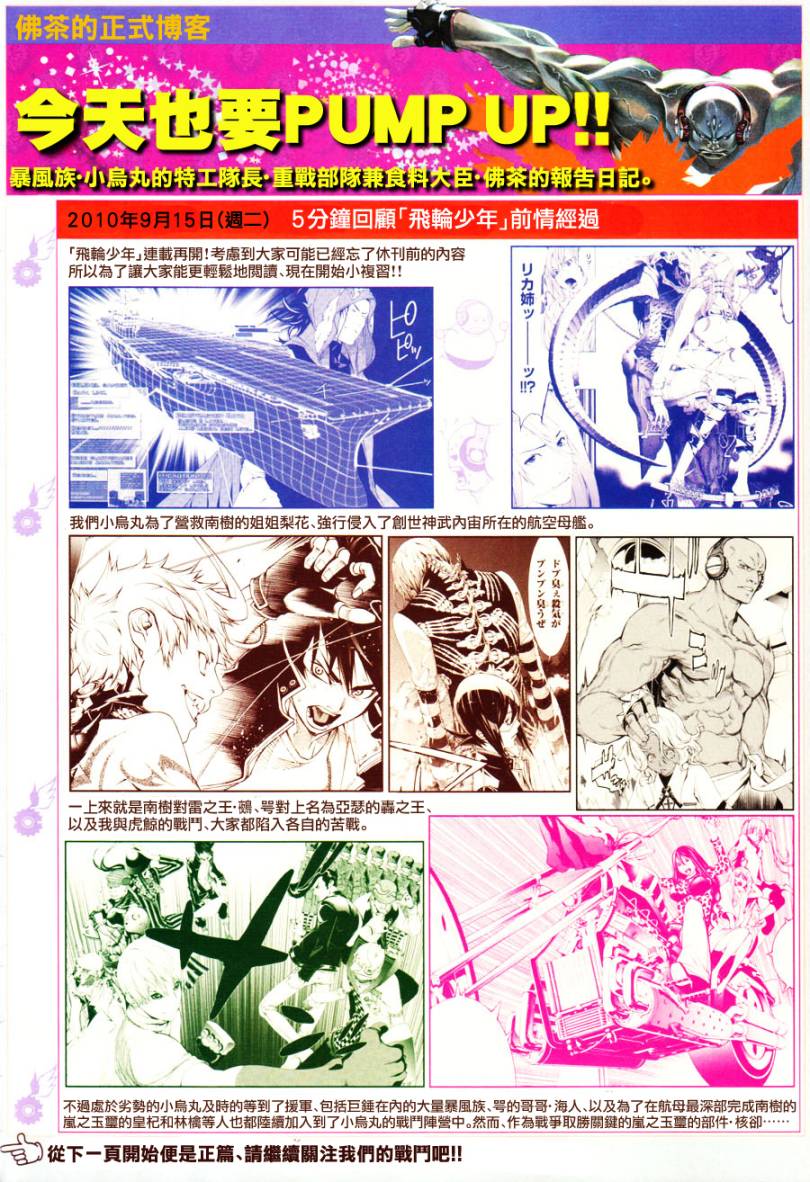 佛茶的正式博客
今天也要PUMP UP!!
暴風族·小烏丸的特工隊長·重戰部隊兼食料大臣·佛茶的報告日記。
2010年9月15日(週二) 5分鐘回顧「飛輪少年」前情經過
「飛輪少年」連載再開!考慮到大家可能已經忘了休刊前的內容
所以為了讓大家能更輕鬆地閱讀、現在開始小複習!!
ピピッ
リカ姉ッ──ッ!!?
我們小烏丸為了營救南樹的姐姐梨花、強行侵入了創世神武內宙所在的航空母艦。
ドブ臭ぇ殺気が
プンプン臭うぜ
一上來就是南樹對雷之王·鵺、咢對上名為亞瑟的轟之王、
以及我與虎鯨的戰鬥、大家都陷入各自的苦戰。
不過處於劣勢的小烏丸及時的等到了援軍、包括巨錘在內的大量暴風族、咢的哥哥·海人、以及為了在航母最深部完成南樹的
嵐之玉璽的皇杞和林檎等人也都陸續加入到了小烏丸的戰鬥陣營中。然而、作為戰爭取勝關鍵的嵐之玉璽的部件·核卻……
從下一頁開始便是正篇、請繼續關注我們的戰鬥吧!!